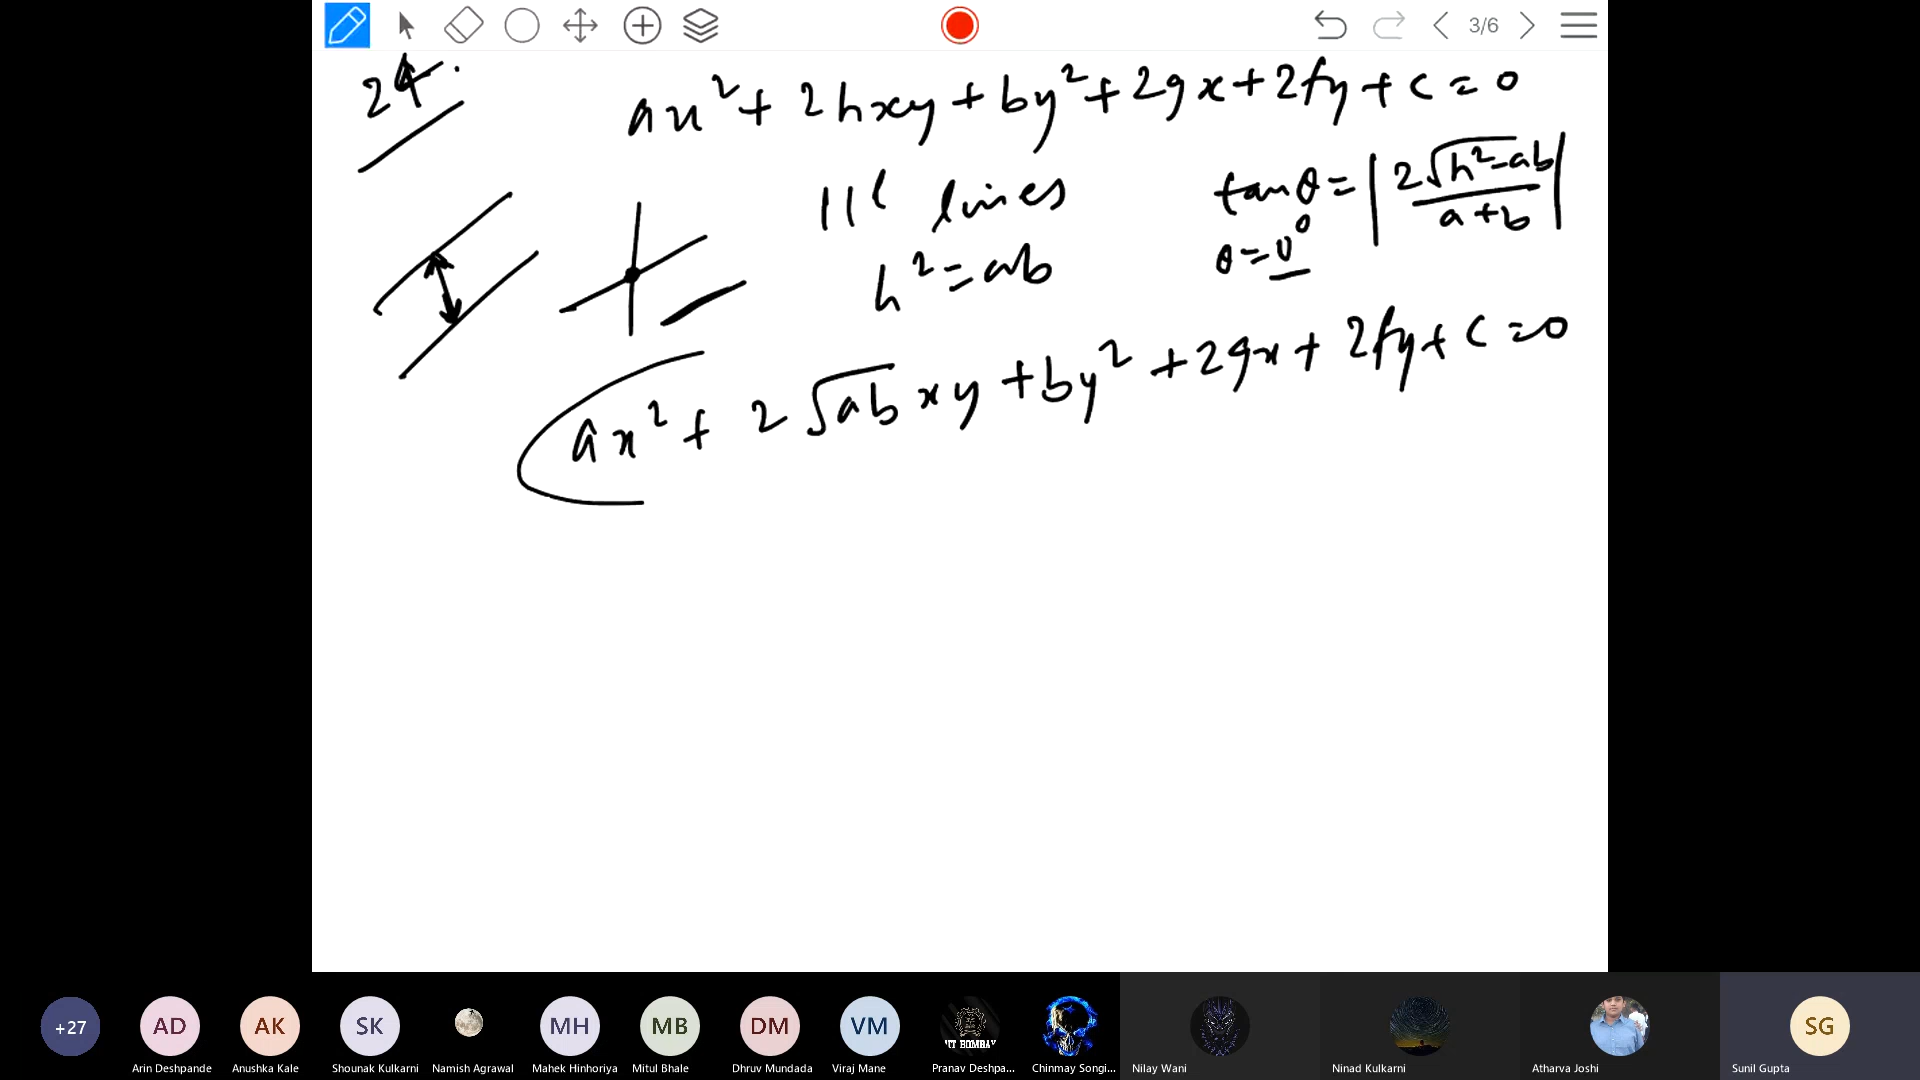 3/6
24.
ax² + 2hxy + by² + 2gx + 2fy + c = 0
||l lines
tanθ = |2√(h²-ab) / a+b|
h² = ab
θ = 0°
ax² + 2√ab xy + by² + 2gx + 2fy + c = 0
+27
AD
AK
SK
MH
MB
DM
VM
IIT BOMBAY
SG
Arin Deshpande
Anushka Kale
Shounak Kulkarni
Namish Agrawal
Mahek Hinhoriya
Mitul Bhale
Dhruv Mundada
Viraj Mane
Pranav Deshpa...
Chinmay Songi...
Nilay Wani
Ninad Kulkarni
Atharva Joshi
Sunil Gupta